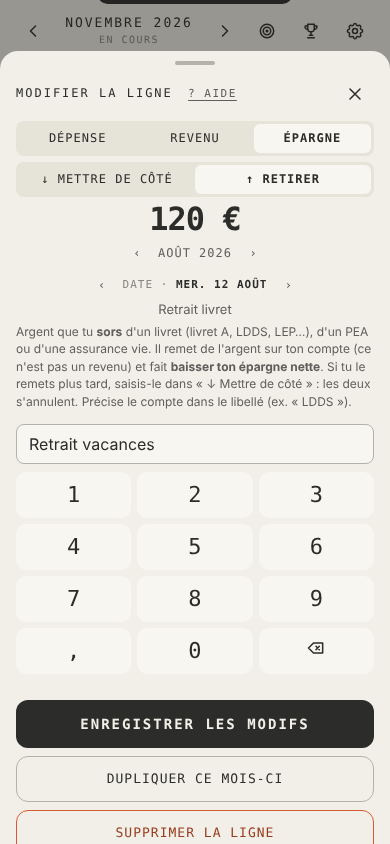 NOVEMBRE 2026
EN COURS
MODIFIER LA LIGNE ? AIDE
DÉPENSE REVENU ÉPARGNE
↓ METTRE DE CÔTÉ ↑ RETIRER
120 €
‹ AOÛT 2026 ›
‹ DATE · MER. 12 AOÛT ›
Retrait livret
Argent que tu sors d'un livret (livret A, LDDS, LEP…), d'un PEA
ou d'une assurance vie. Il remet de l'argent sur ton compte (ce
n'est pas un revenu) et fait baisser ton épargne nette. Si tu le
remets plus tard, saisis-le dans « ↓ Mettre de côté » : les deux
s'annulent. Précise le compte dans le libellé (ex. « LDDS »).
Retrait vacances
1 2 3
4 5 6
7 8 9
, 0
ENREGISTRER LES MODIFS
DUPLIQUER CE MOIS-CI
SUPPRIMER LA LIGNE